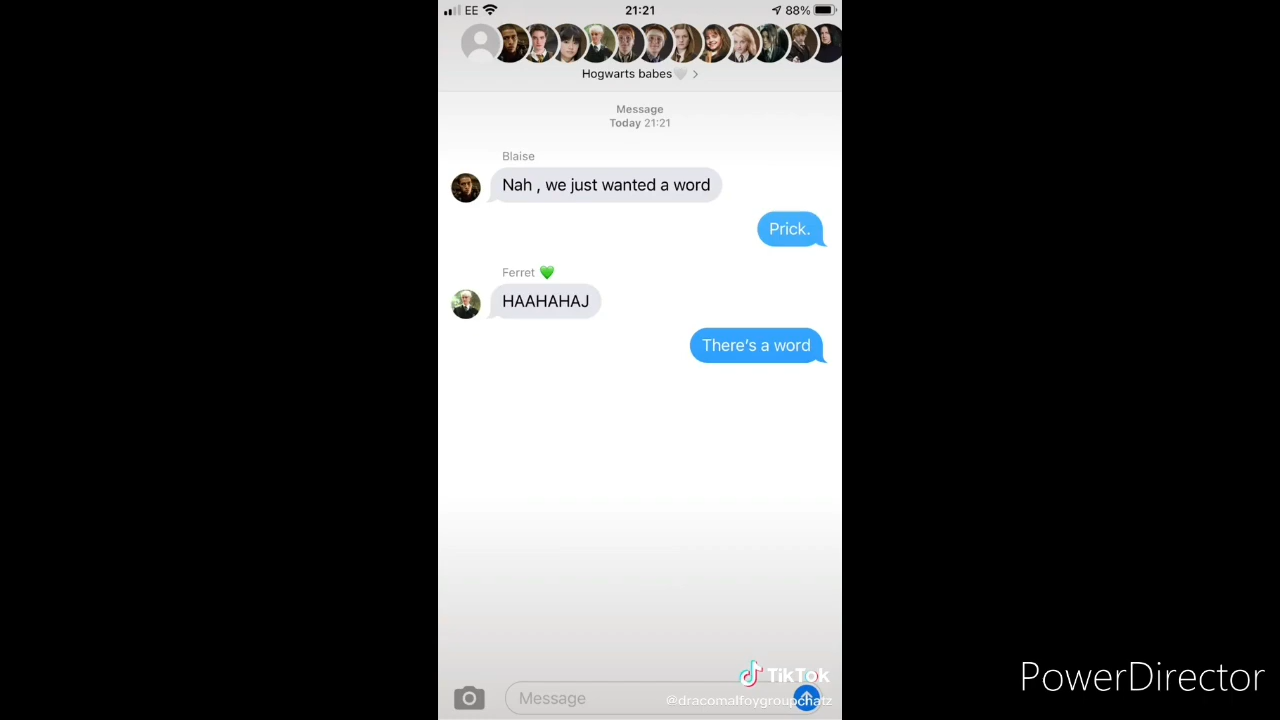 EE 21:21 88%
Hogwarts babes🤍 >
Message
Today 21:21
Blaise
Nah , we just wanted a word
Prick.
Ferret 💚
HAAHAHAJ
There's a word
TikTok
Message
@dracomalfoygroupchatz
PowerDirector